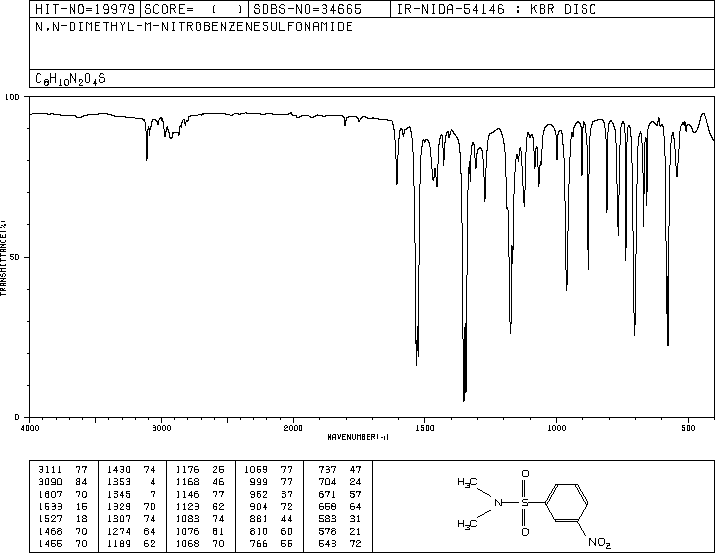 HIT-NO=19979 SCORE= ( ) SDBS-NO=34665 IR-NIDA-54146 : KBR DISC
N,N-DIMETHYL-M-NITROBENZENESULFONAMIDE
C8H10N2O4S
100
TRANSMITTANCE(%)
50
0
4000 3000 2000 1500 1000 500
WAVENUMBER(-1)
3111 77 1430 74 1176 26 1069 77 737 47
3090 84 1353 4 1168 46 999 77 704 24
1607 70 1345 7 1146 77 962 37 671 57
1533 16 1329 70 1123 62 904 72 658 64
1527 18 1307 74 1083 74 881 44 583 31
1466 70 1274 64 1076 81 810 60 578 21
1455 70 1189 62 1068 70 766 55 543 72
H3C O
N S
H3C O
NO2